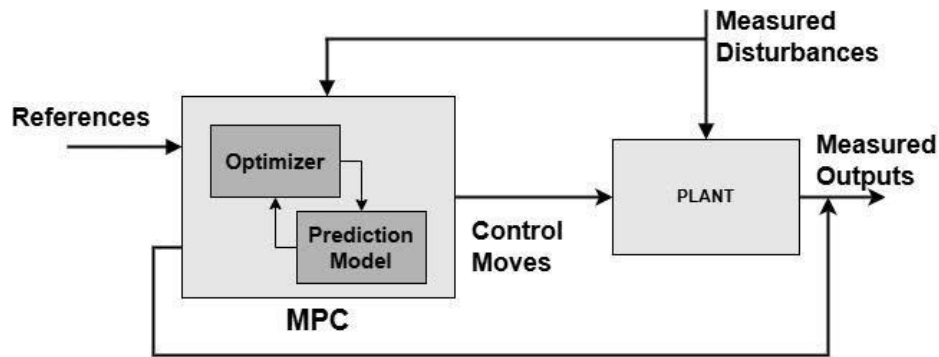 Measured
Disturbances
References
Optimizer
Prediction
Model
MPC
Control
Moves
PLANT
Measured
Outputs